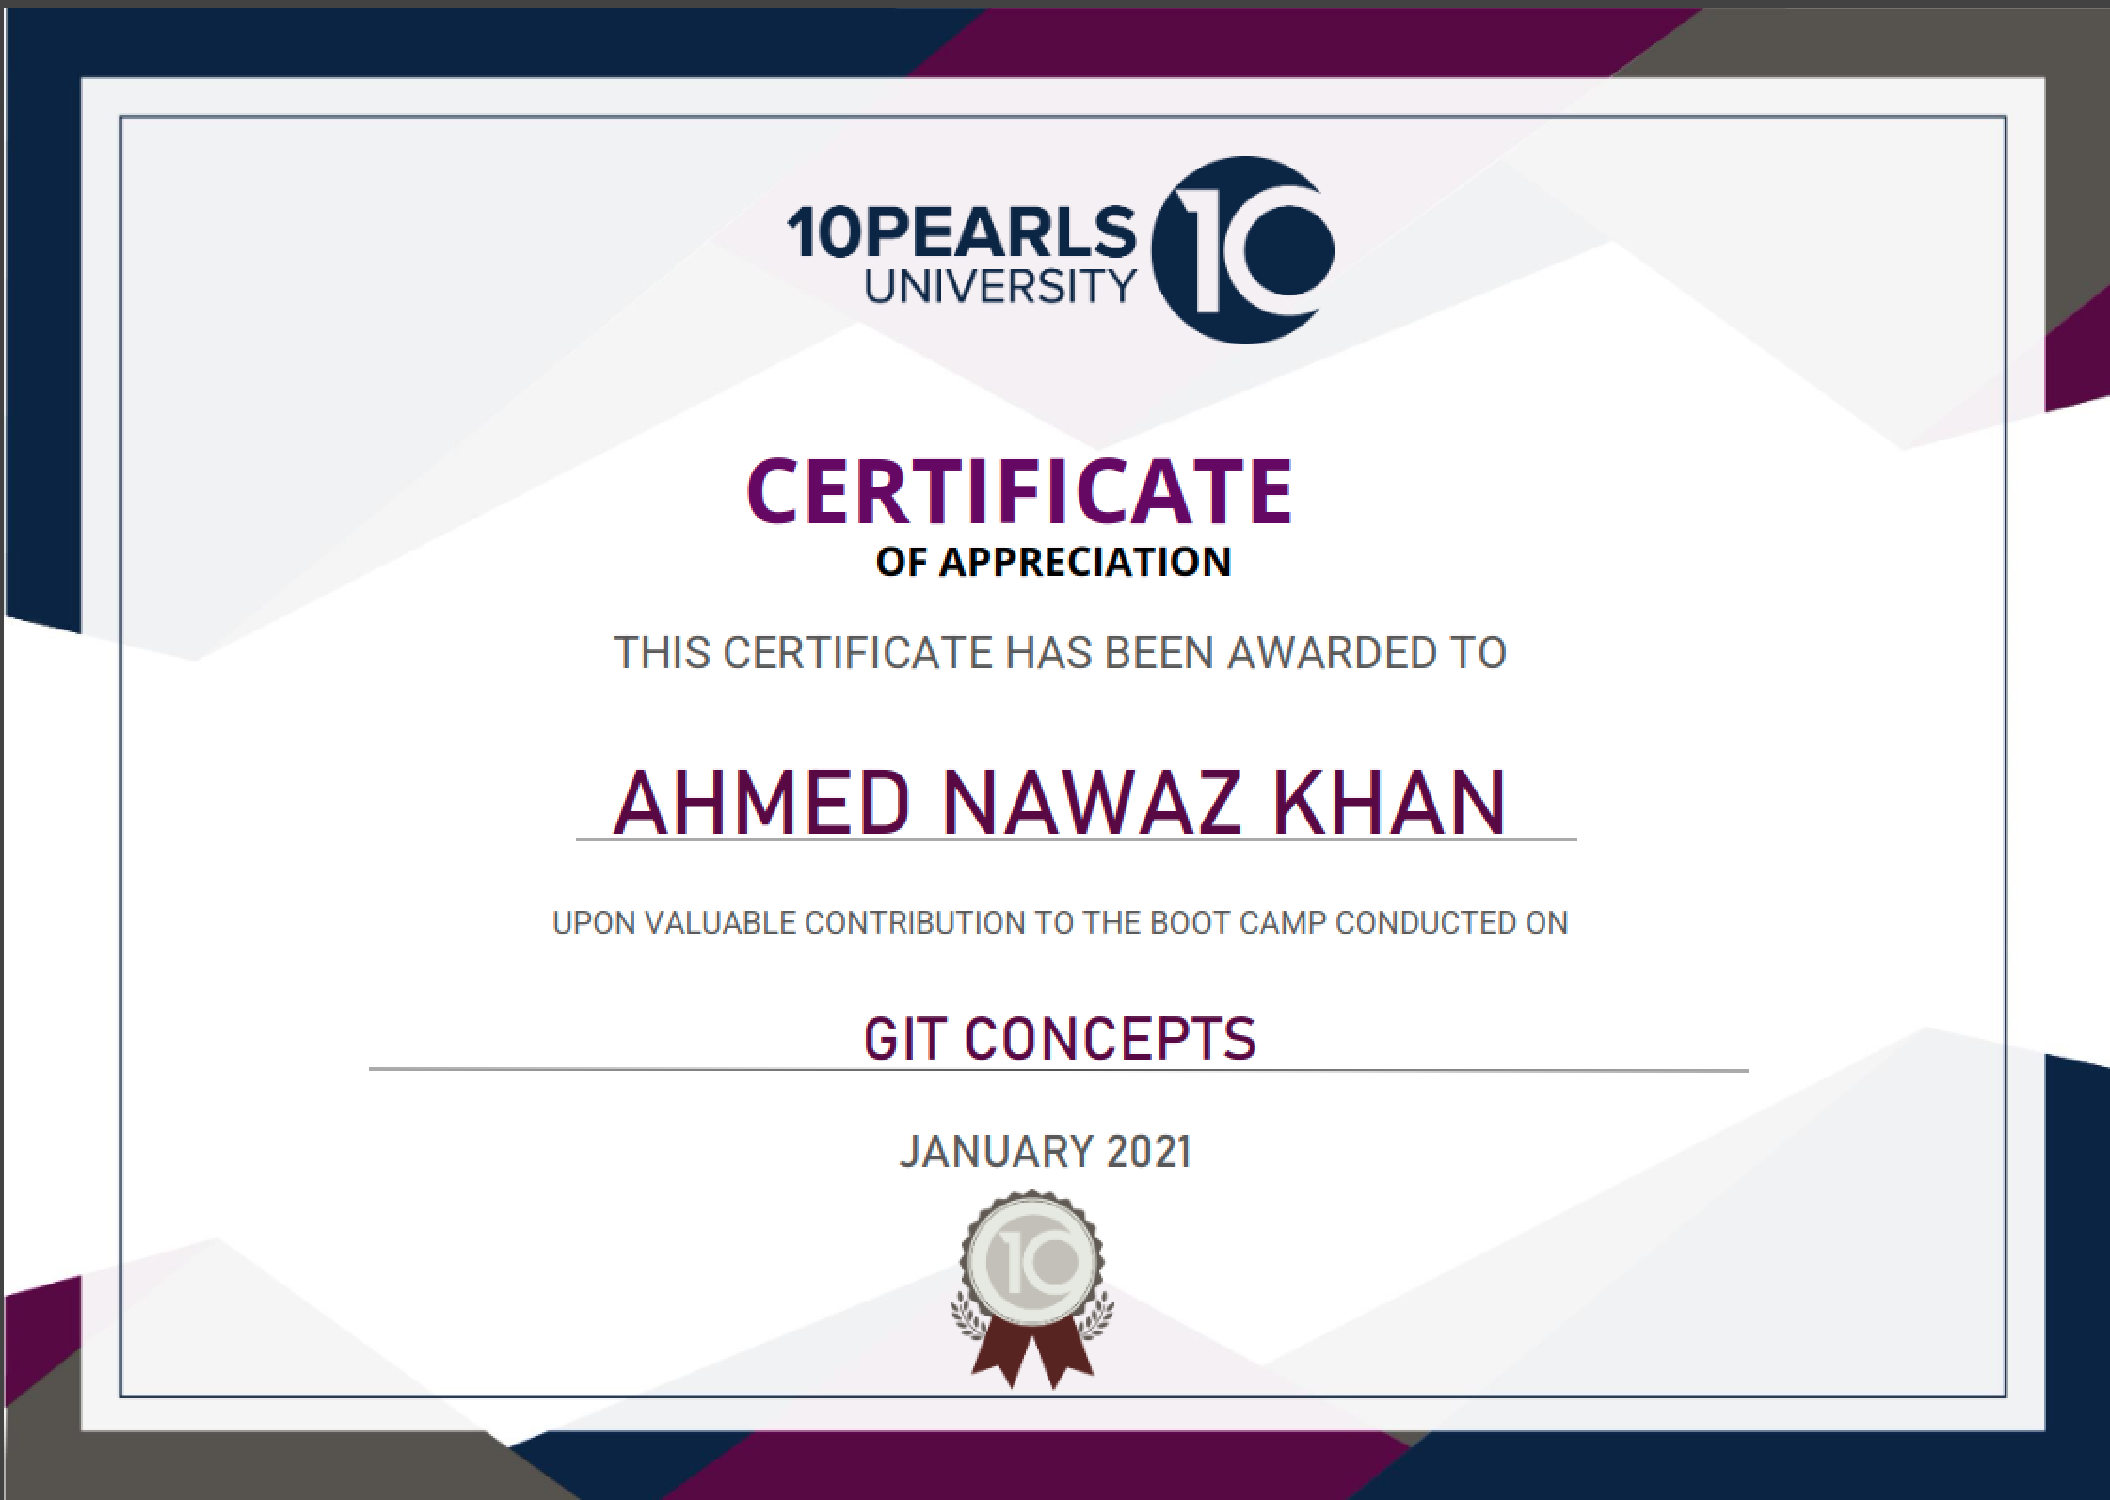 10PEARLS
UNIVERSITY
10
CERTIFICATE
OF APPRECIATION
THIS CERTIFICATE HAS BEEN AWARDED TO
AHMED NAWAZ KHAN
UPON VALUABLE CONTRIBUTION TO THE BOOT CAMP CONDUCTED ON
GIT CONCEPTS
JANUARY 2021
10